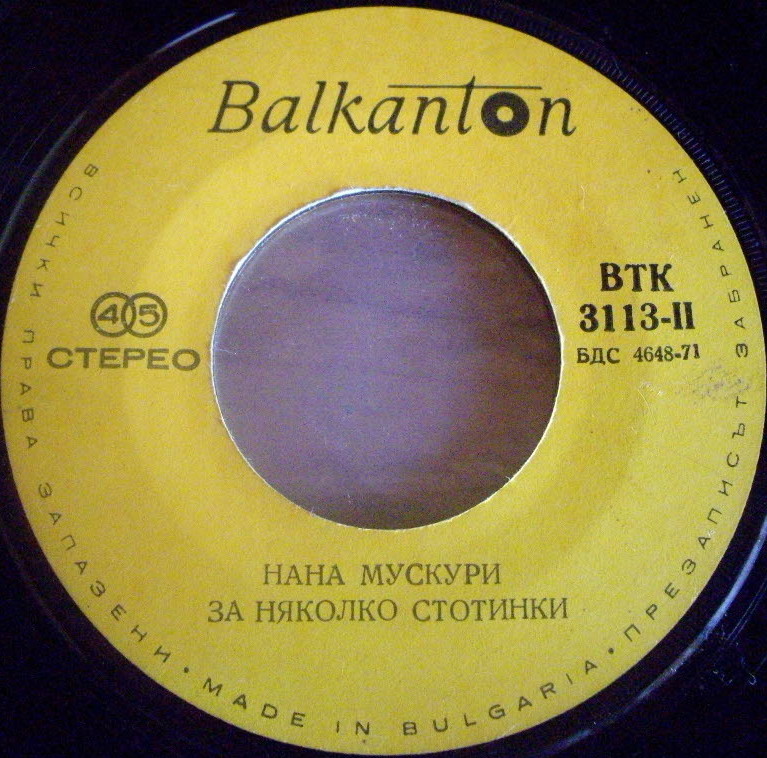 Balkanton
45
СТЕРЕО
ВТК
3113-II
БДС 4648-71
НАНА МУСКУРИ
ЗА НЯКОЛКО СТОТИНКИ
ВСИЧКИ ПРАВА ЗАПАЗЕНИ • MADE IN BULGARIA • ПРЕЗАПИСЪТ ЗАБРАНЕН